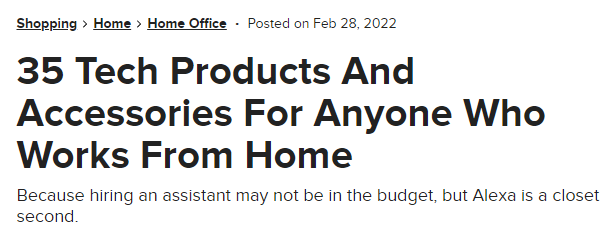 Shopping > Home > Home Office · Posted on Feb 28, 2022
35 Tech Products And
Accessories For Anyone Who
Works From Home
Because hiring an assistant may not be in the budget, but Alexa is a closet
second.